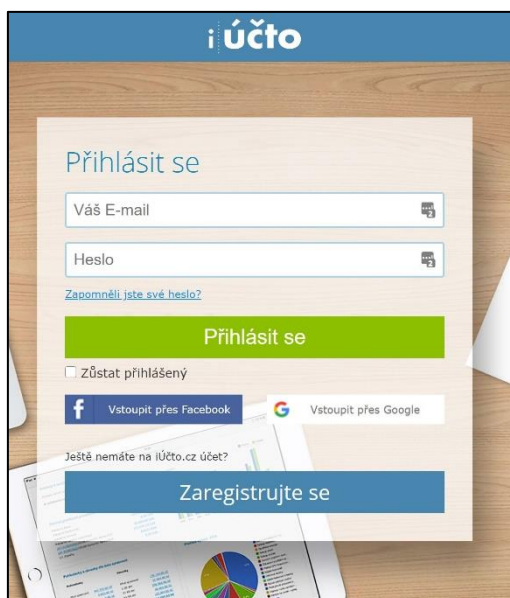 iÚčto
Přihlásit se
Váš E-mail
Heslo
Zapomněli jste své heslo?
Přihlásit se
Zůstat přihlášený
Vstoupit přes Facebook
Vstoupit přes Google
Ještě nemáte na iÚčto.cz účet?
Zaregistrujte se